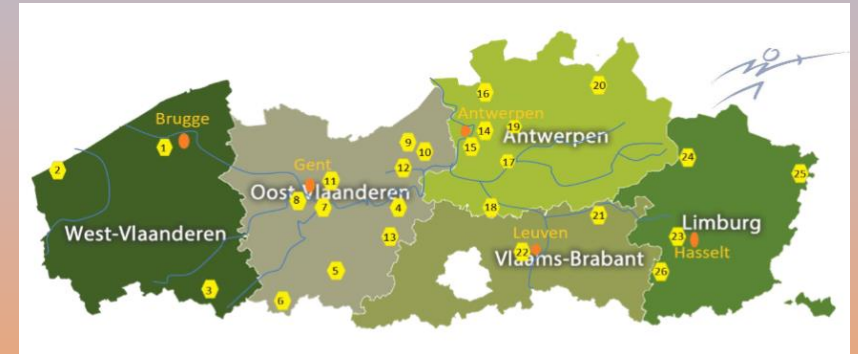 20
16
Brugge
Antwerpen
14
19
Antwerpen
1
9
15
10
2
Gent
12
17
24
11
25
Oost-Vlaanderen
8
7
4
18
21
West-Vlaanderen
13
Leuven
23
Limburg
22
Vlaams-Brabant
Hasselt
5
26
3
6